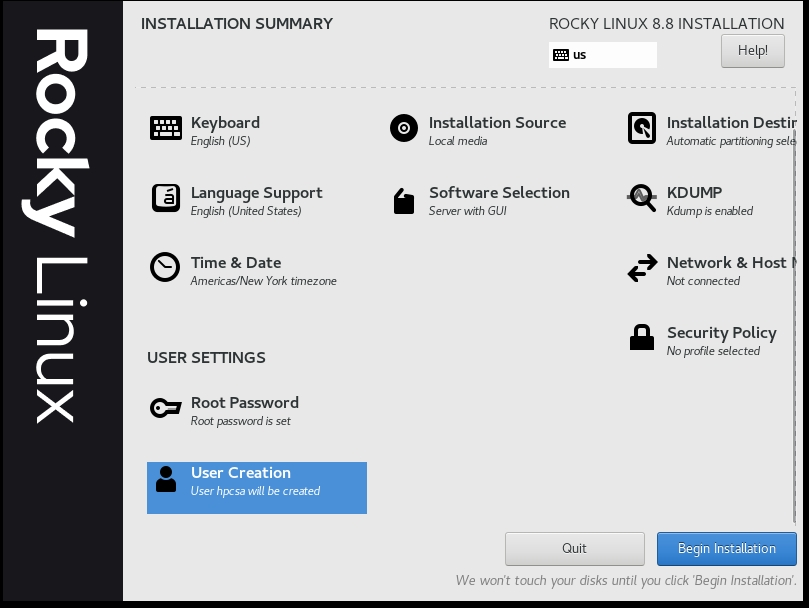 Rocky Linux
INSTALLATION SUMMARY
ROCKY LINUX 8.8 INSTALLATION
us
Help!
Keyboard
English (US)
Installation Source
Local media
Installation Destin
Automatic partitioning sele
á
Language Support
English (United States)
Software Selection
Server with GUI
KDUMP
Kdump is enabled
Time & Date
Americas/New York timezone
Network & Host N
Not connected
Security Policy
No profile selected
USER SETTINGS
Root Password
Root password is set
User Creation
User hpcsa will be created
Quit
Begin Installation
We won't touch your disks until you click 'Begin Installation'.